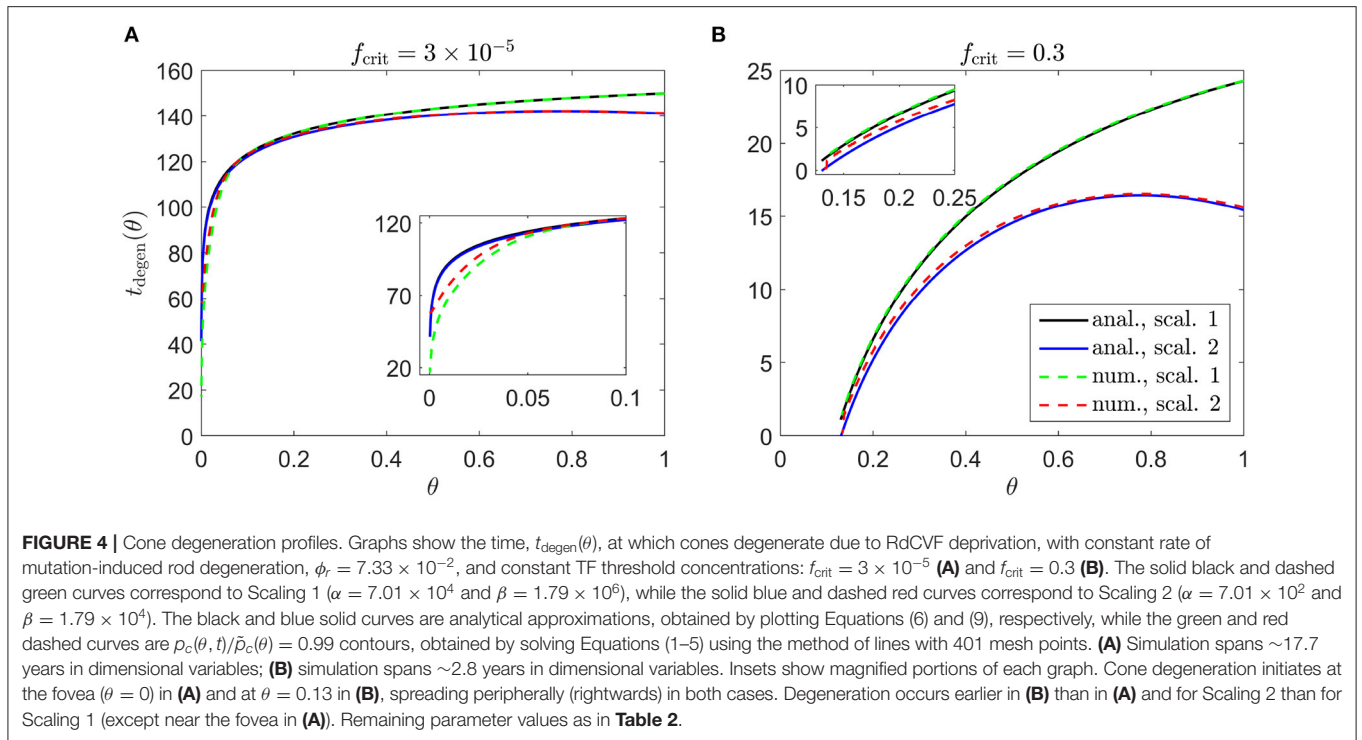 A
f_crit = 3 × 10⁻⁵
160
140
120
100
80
60
40
20
0
t_degen(θ)
0 0.2 0.4 0.6 0.8 1
θ
120
70
20
0 0.05 0.1
B
f_crit = 0.3
25
20
15
10
5
0
0 0.2 0.4 0.6 0.8 1
θ
10
5
0
0.15 0.2 0.25
anal., scal. 1
anal., scal. 2
num., scal. 1
num., scal. 2
FIGURE 4 | Cone degeneration profiles. Graphs show the time, t_degen(θ), at which cones degenerate due to RdCVF deprivation, with constant rate of
mutation-induced rod degeneration, ϕ_r = 7.33 × 10⁻², and constant TF threshold concentrations: f_crit = 3 × 10⁻⁵ (A) and f_crit = 0.3 (B). The solid black and dashed
green curves correspond to Scaling 1 (α = 7.01 × 10⁴ and β = 1.79 × 10⁶), while the solid blue and dashed red curves correspond to Scaling 2 (α = 7.01 × 10² and
β = 1.79 × 10⁴). The black and blue solid curves are analytical approximations, obtained by plotting Equations (6) and (9), respectively, while the green and red
dashed curves are p_c(θ, t)/p̃_c(θ) = 0.99 contours, obtained by solving Equations (1–5) using the method of lines with 401 mesh points. (A) Simulation spans ~17.7
years in dimensional variables; (B) simulation spans ~2.8 years in dimensional variables. Insets show magnified portions of each graph. Cone degeneration initiates at
the fovea (θ = 0) in (A) and at θ = 0.13 in (B), spreading peripherally (rightwards) in both cases. Degeneration occurs earlier in (B) than in (A) and for Scaling 2 than for
Scaling 1 (except near the fovea in (A)). Remaining parameter values as in Table 2.